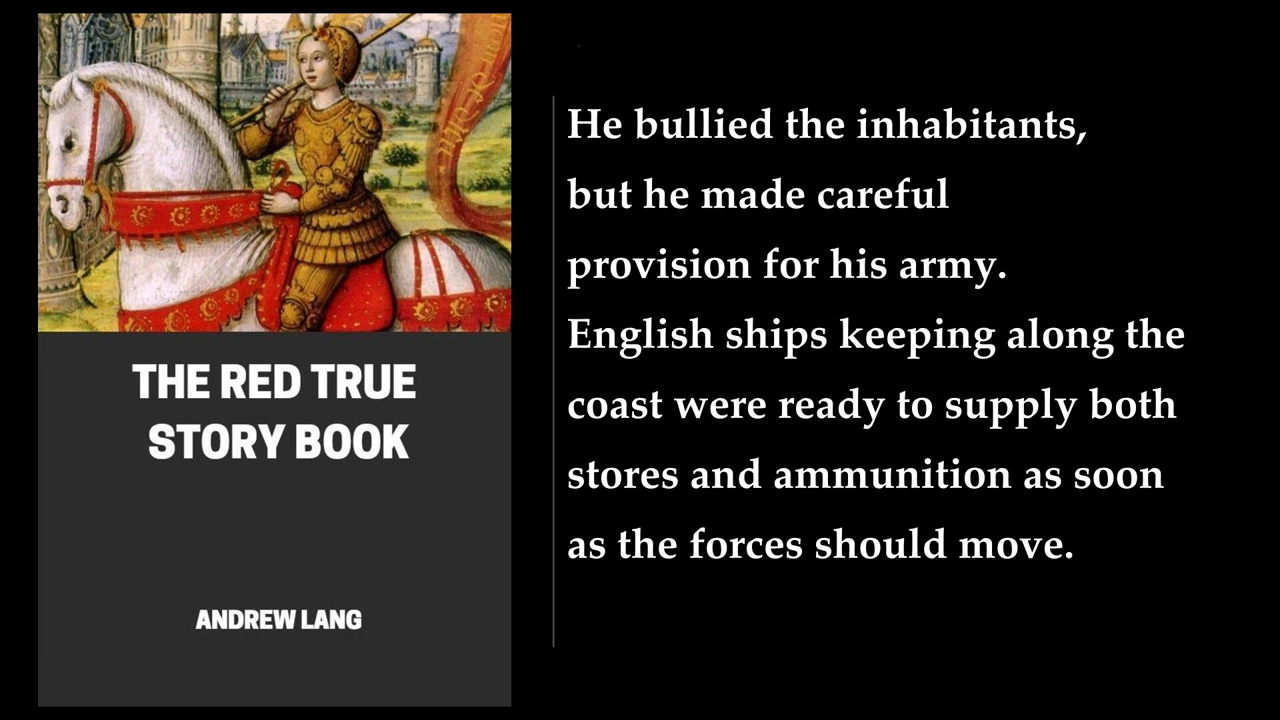 THE RED TRUE
STORY BOOK
ANDREW LANG
He bullied the inhabitants,
but he made careful
provision for his army.
English ships keeping along the
coast were ready to supply both
stores and ammunition as soon
as the forces should move.